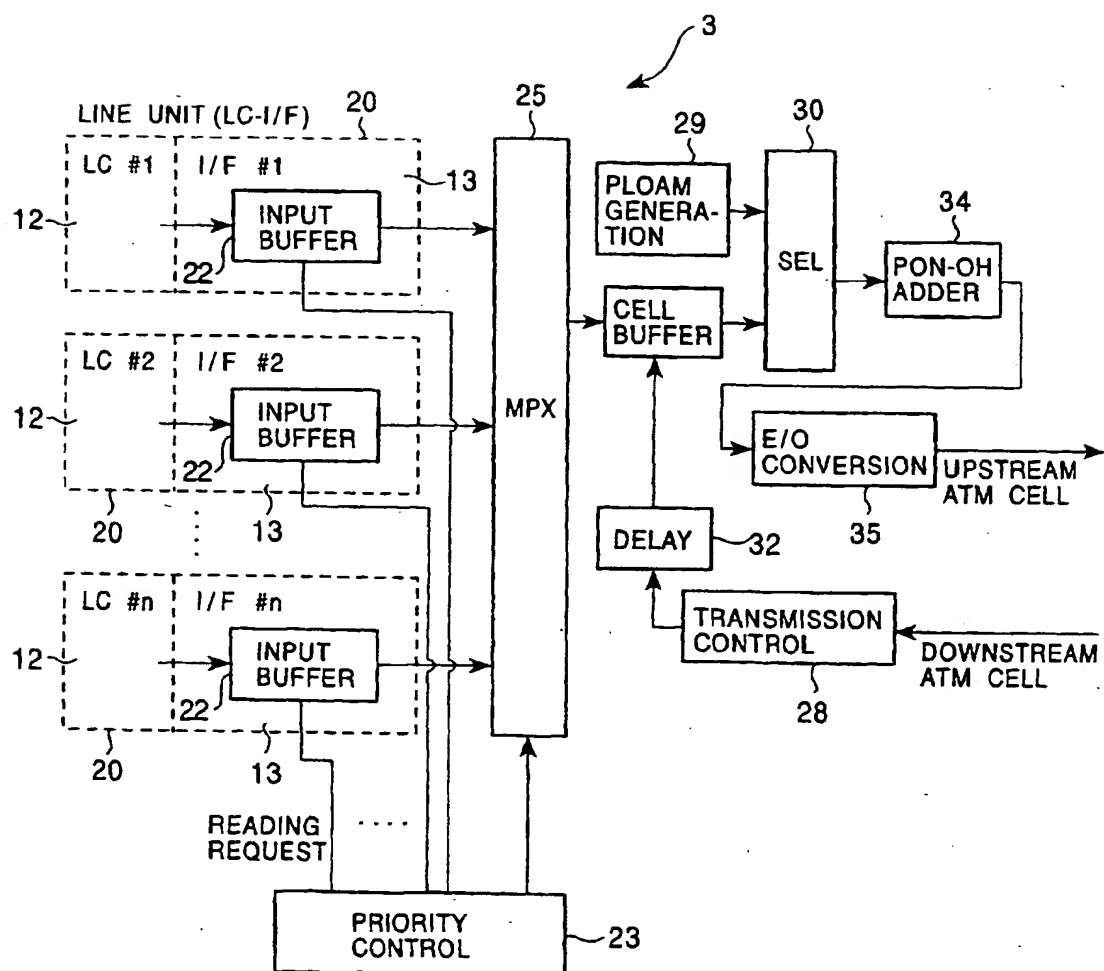 3
LINE UNIT (LC-I/F)
20
25
29
30
LC #1
I/F #1
13
12
INPUT
BUFFER
22
PLOAM
GENERA-
TION
SEL
34
PON-OH
ADDER
CELL
BUFFER
LC #2
I/F #2
12
INPUT
BUFFER
22
MPX
E/O
CONVERSION
UPSTREAM
ATM CELL
35
20
13
DELAY
32
LC #n
I/F #n
12
INPUT
BUFFER
22
TRANSMISSION
CONTROL
DOWNSTREAM
ATM CELL
28
20
13
READING
REQUEST
PRIORITY
CONTROL
23